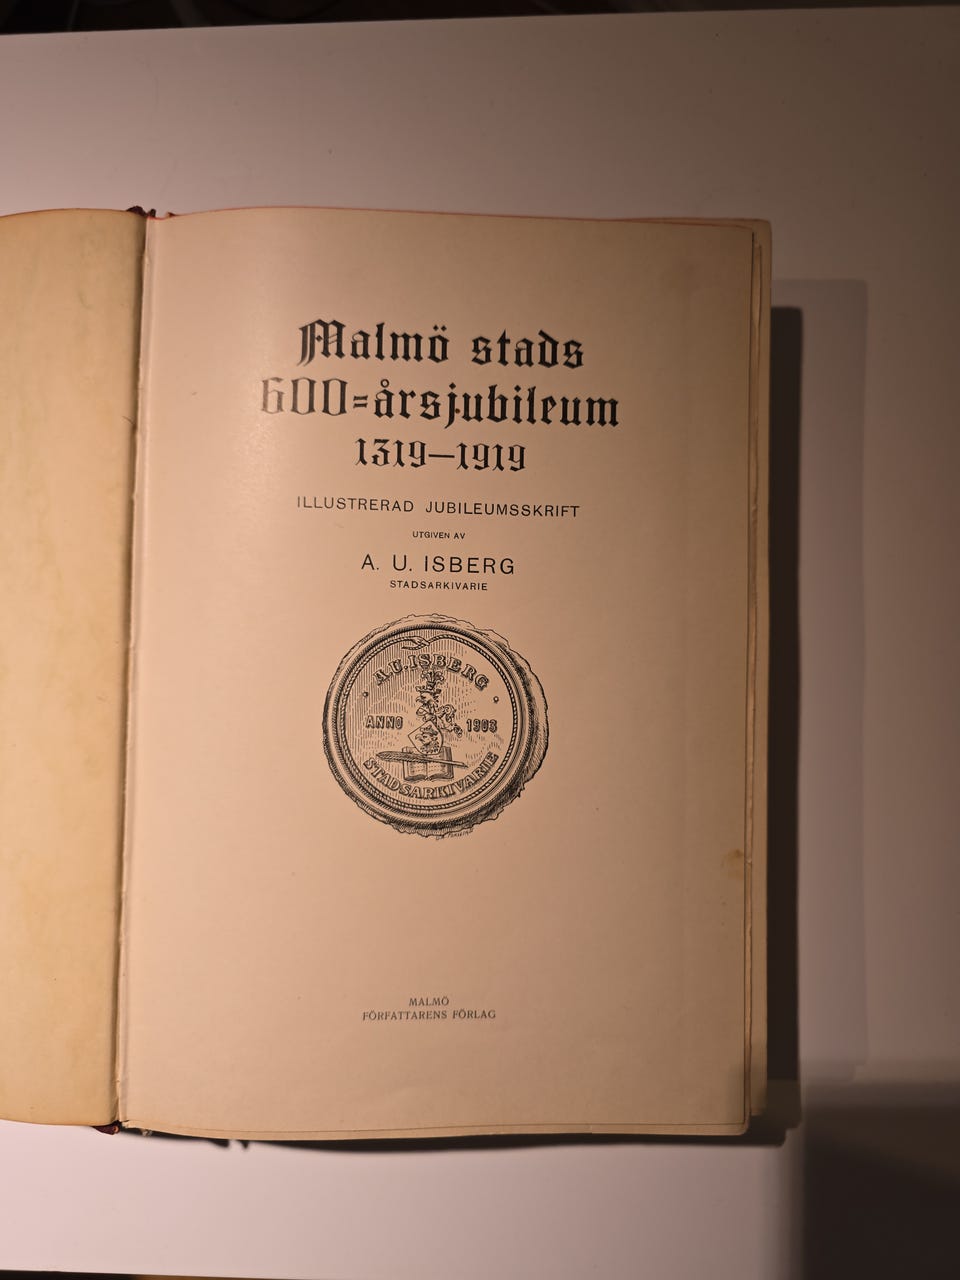 Malmö stads
600=årsjubileum
1319—1919
ILLUSTRERAD JUBILEUMSSKRIFT
UTGIVEN AV
A. U. ISBERG
STADSARKIVARIE
A.U. ISBERG
ANNO 1903
STADSARKIVARIE
MALMÖ
FÖRFATTARENS FÖRLAG